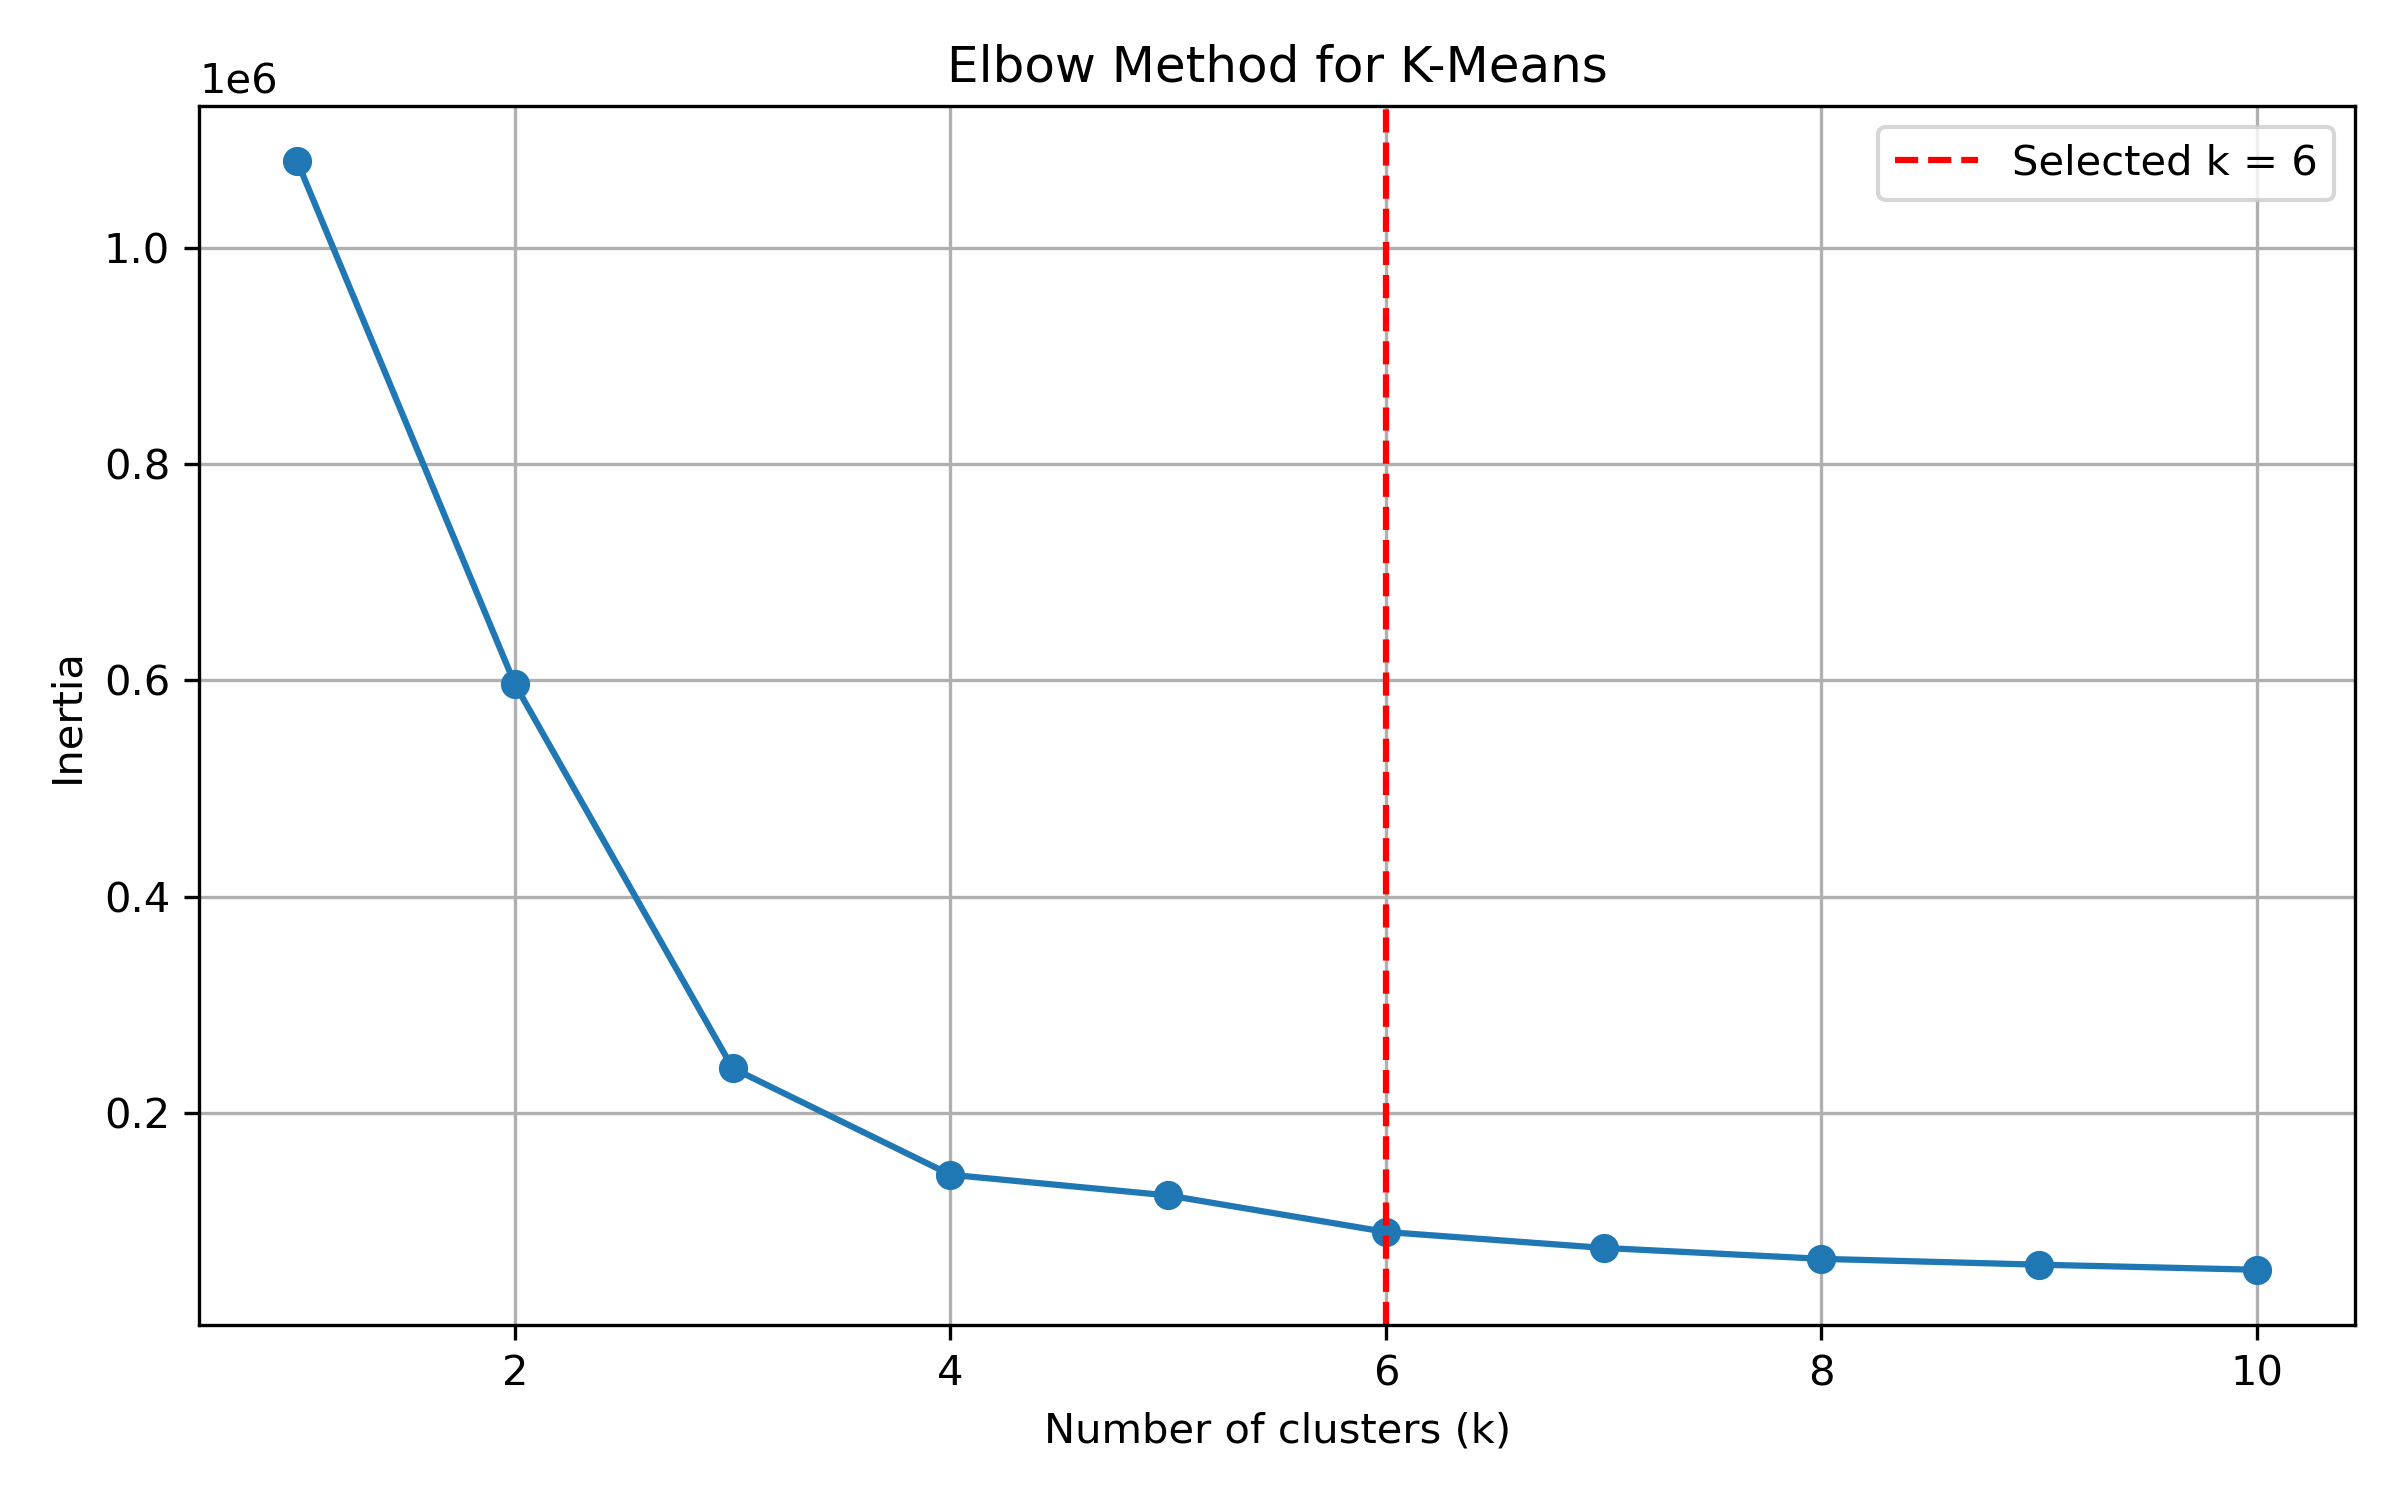 Elbow Method for K-Means
1e6
Selected k = 6
1.0
0.8
0.6
0.4
0.2
Inertia
2 4 6 8 10
Number of clusters (k)